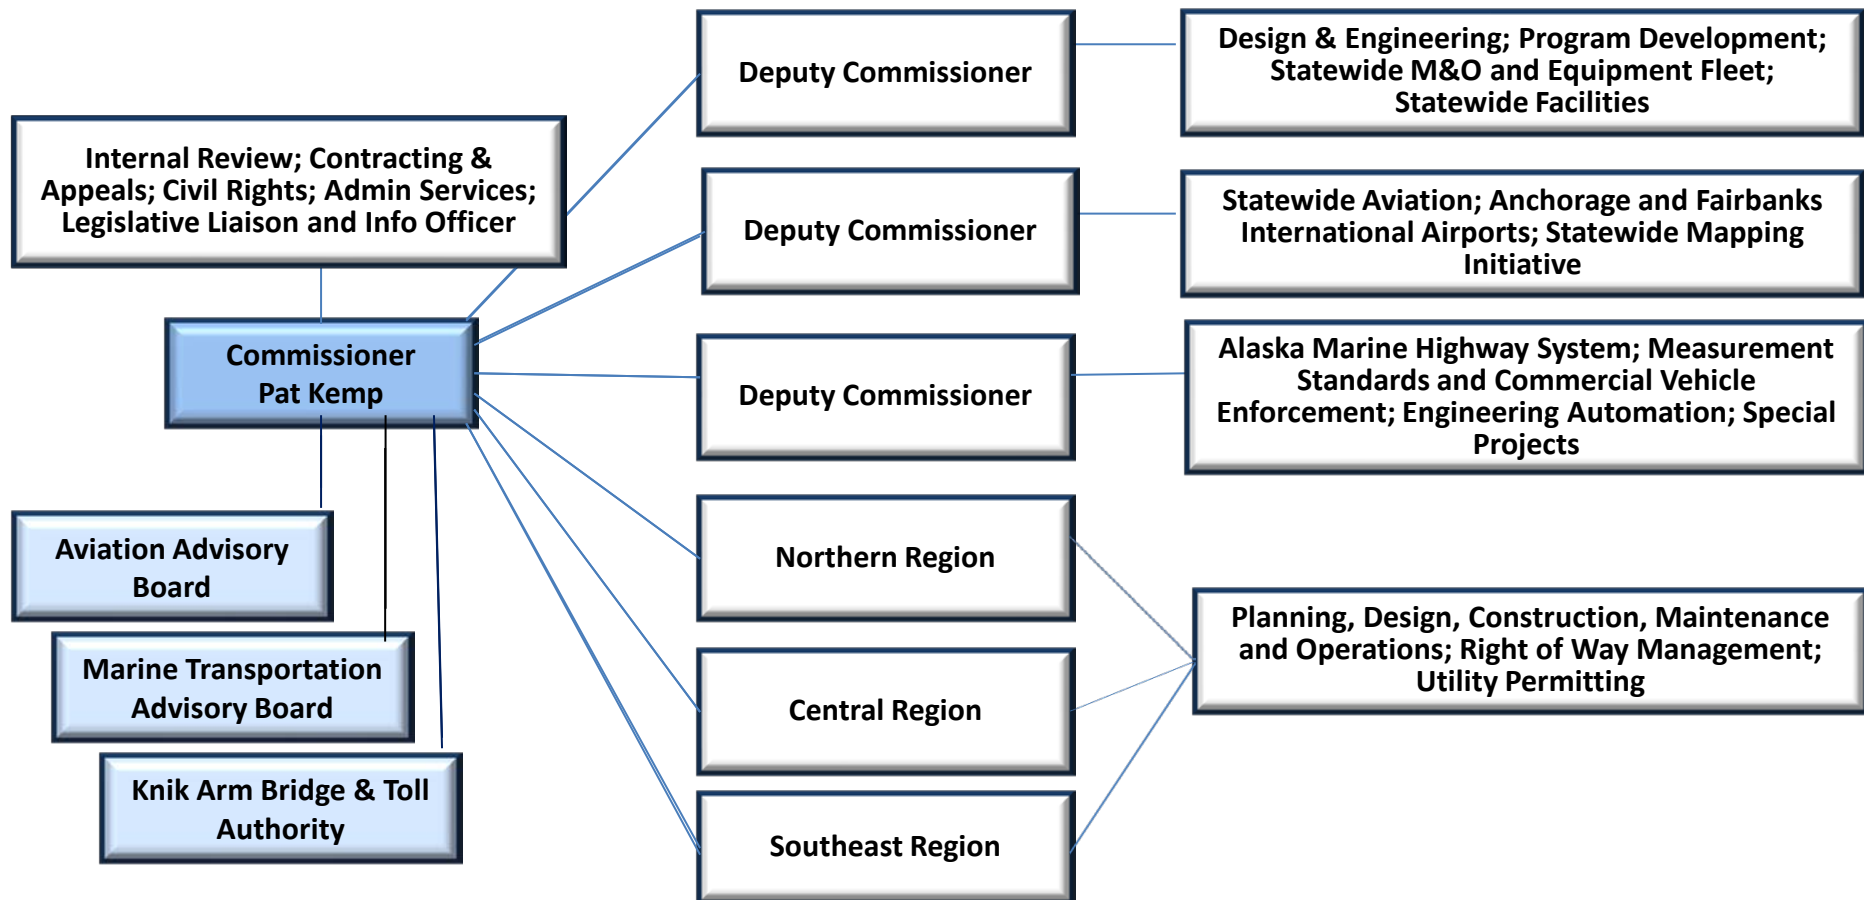 Deputy Commissioner
Design & Engineering; Program Development;
Statewide M&O and Equipment Fleet;
Statewide Facilities
Internal Review; Contracting &
Appeals; Civil Rights; Admin Services;
Legislative Liaison and Info Officer
Deputy Commissioner
Statewide Aviation; Anchorage and Fairbanks
International Airports; Statewide Mapping
Initiative
Commissioner
Pat Kemp
Deputy Commissioner
Alaska Marine Highway System; Measurement
Standards and Commercial Vehicle
Enforcement; Engineering Automation; Special
Projects
Aviation Advisory
Board
Northern Region
Marine Transportation
Advisory Board
Central Region
Planning, Design, Construction, Maintenance
and Operations; Right of Way Management;
Utility Permitting
Knik Arm Bridge & Toll
Authority
Southeast Region